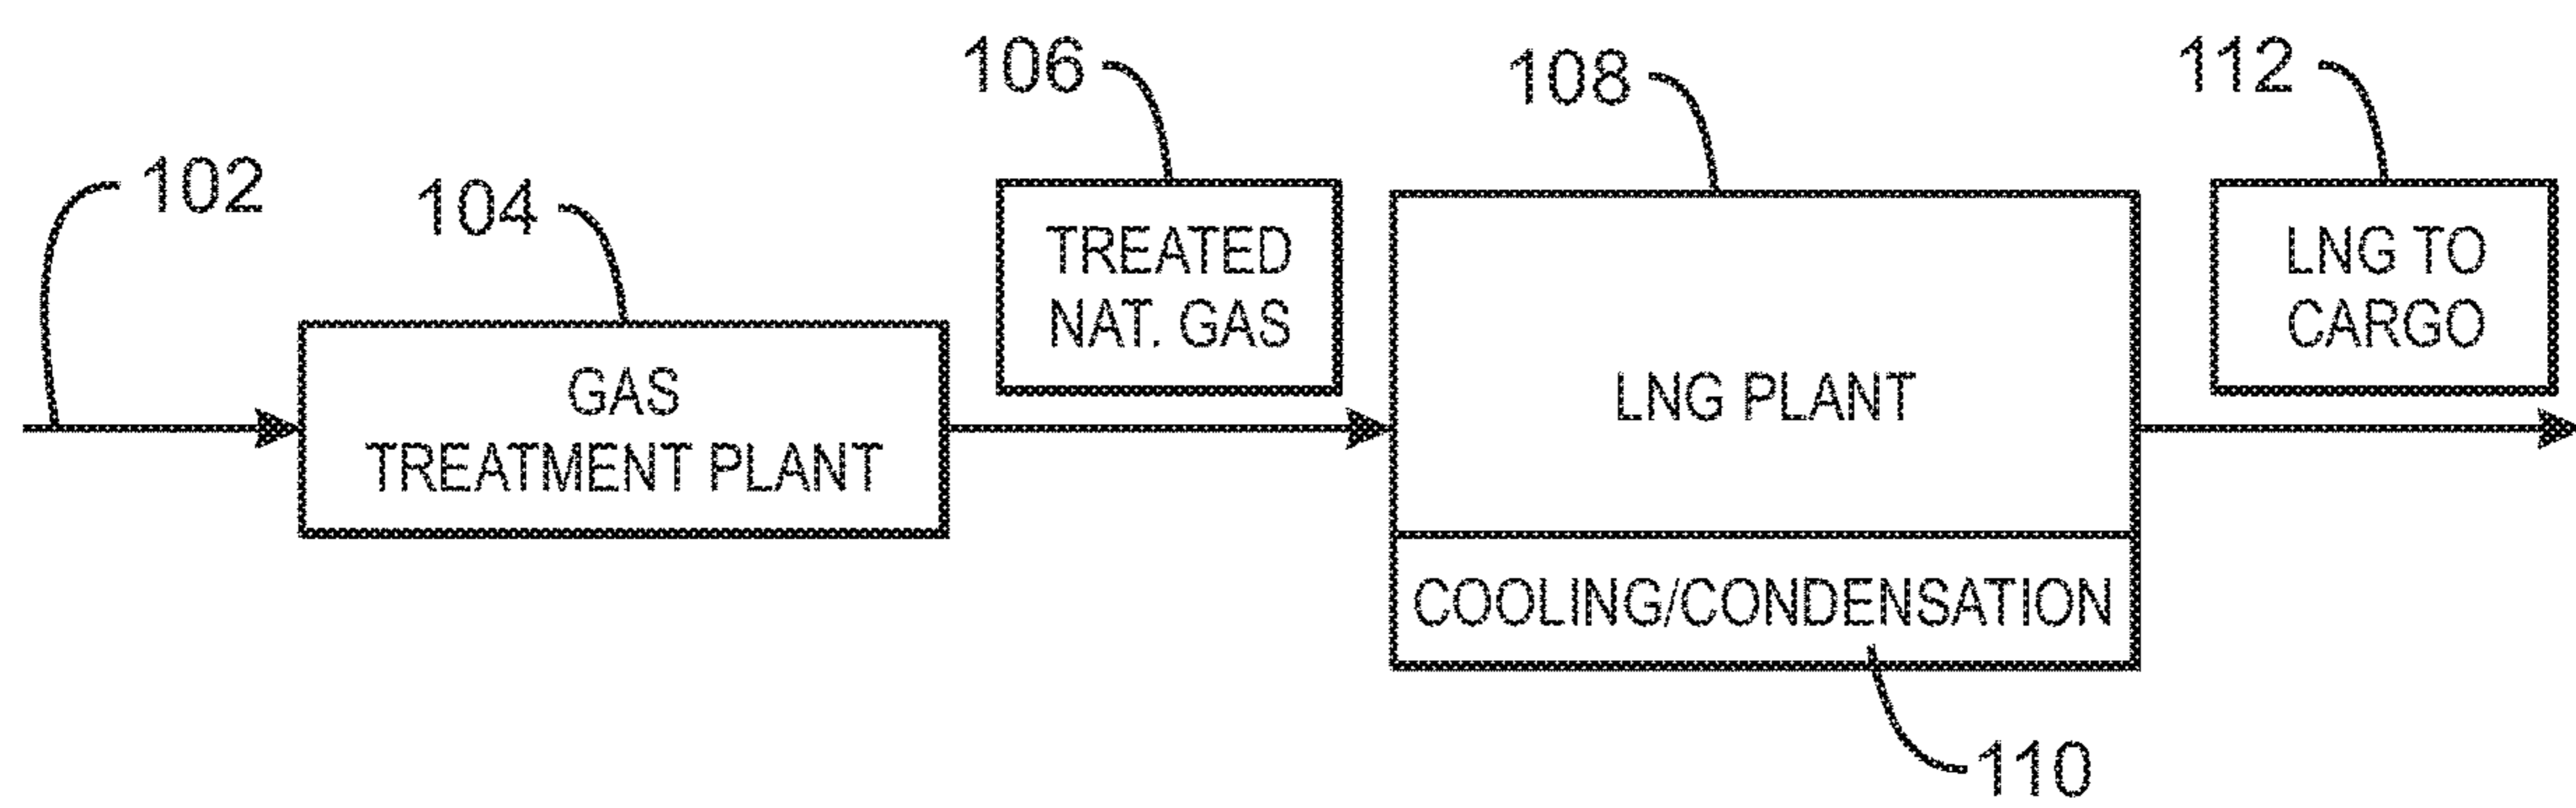 102
104
GAS
TREATMENT PLANT
106
TREATED
NAT. GAS
108
LNG PLANT
COOLING/CONDENSATION
110
112
LNG TO
CARGO